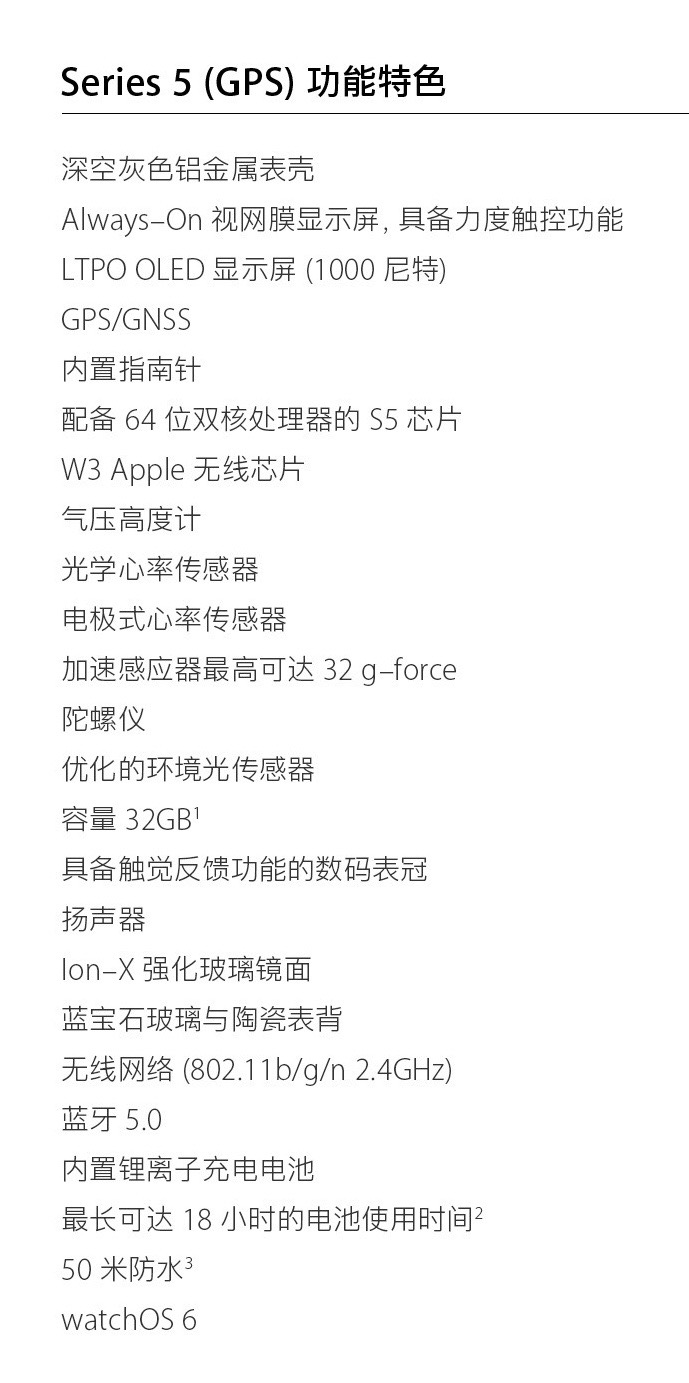 Series 5 (GPS) 功能特色
深空灰色铝金属表壳
Always-On 视网膜显示屏, 具备力度触控功能
LTPO OLED 显示屏 (1000 尼特)
GPS/GNSS
内置指南针
配备 64 位双核处理器的 S5 芯片
W3 Apple 无线芯片
气压高度计
光学心率传感器
电极式心率传感器
加速感应器最高可达 32 g-force
陀螺仪
优化的环境光传感器
容量 32GB¹
具备触觉反馈功能的数码表冠
扬声器
Ion-X 强化玻璃镜面
蓝宝石玻璃与陶瓷表背
无线网络 (802.11b/g/n 2.4GHz)
蓝牙 5.0
内置锂离子充电电池
最长可达 18 小时的电池使用时间²
50 米防水³
watchOS 6